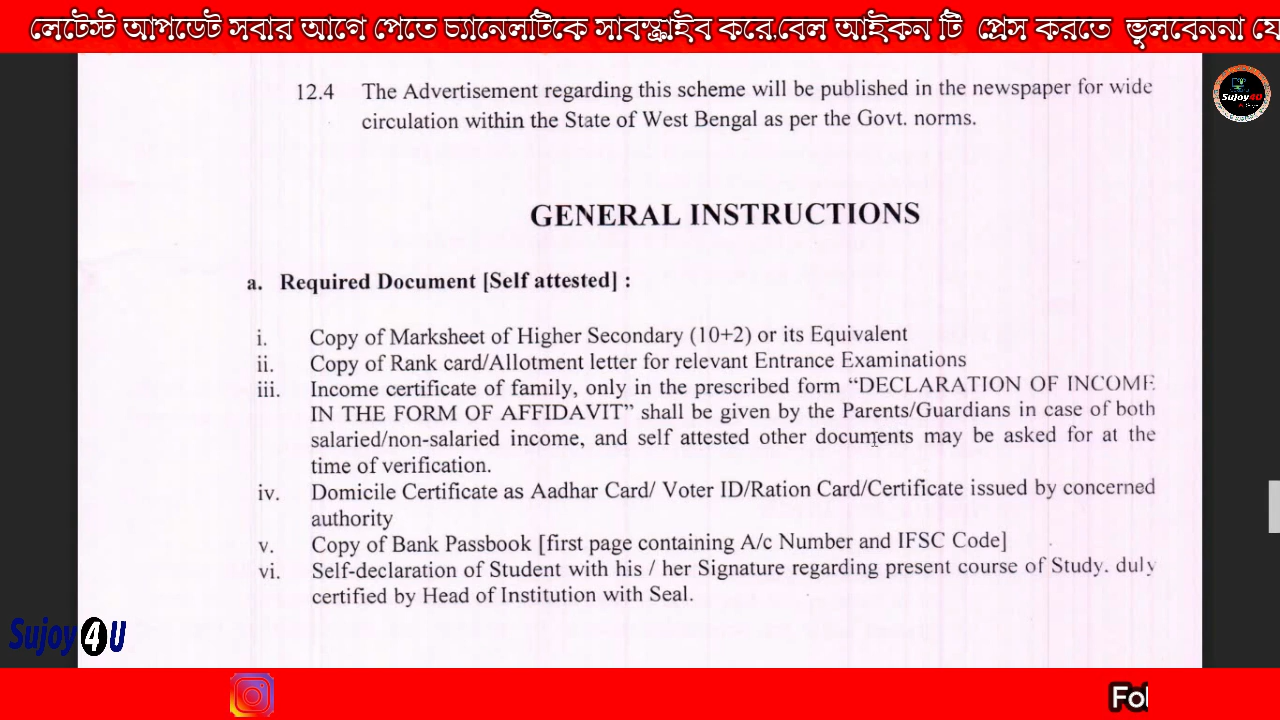 লেটেস্ট আপডেট সবার আগে পেতে চ্যানেলটিকে সাবস্ক্রাইব করে.বেল আইকন টি প্রেস করতে ভুলবেননা
12.4 The Advertisement regarding this scheme will be published in the newspaper for wide
circulation within the State of West Bengal as per the Govt. norms.
Sujoy4U
GENERAL INSTRUCTIONS
a. Required Document [Self attested] :
i. Copy of Marksheet of Higher Secondary (10+2) or its Equivalent
ii. Copy of Rank card/Allotment letter for relevant Entrance Examinations
iii. Income certificate of family, only in the prescribed form “DECLARATION OF INCOME
IN THE FORM OF AFFIDAVIT” shall be given by the Parents/Guardians in case of both
salaried/non-salaried income, and self attested other documents may be asked for at the
time of verification.
iv. Domicile Certificate as Aadhar Card/ Voter ID/Ration Card/Certificate issued by concerned
authority
v. Copy of Bank Passbook [first page containing A/c Number and IFSC Code]
vi. Self-declaration of Student with his / her Signature regarding present course of Study. duly
certified by Head of Institution with Seal.
Sujoy 4 U